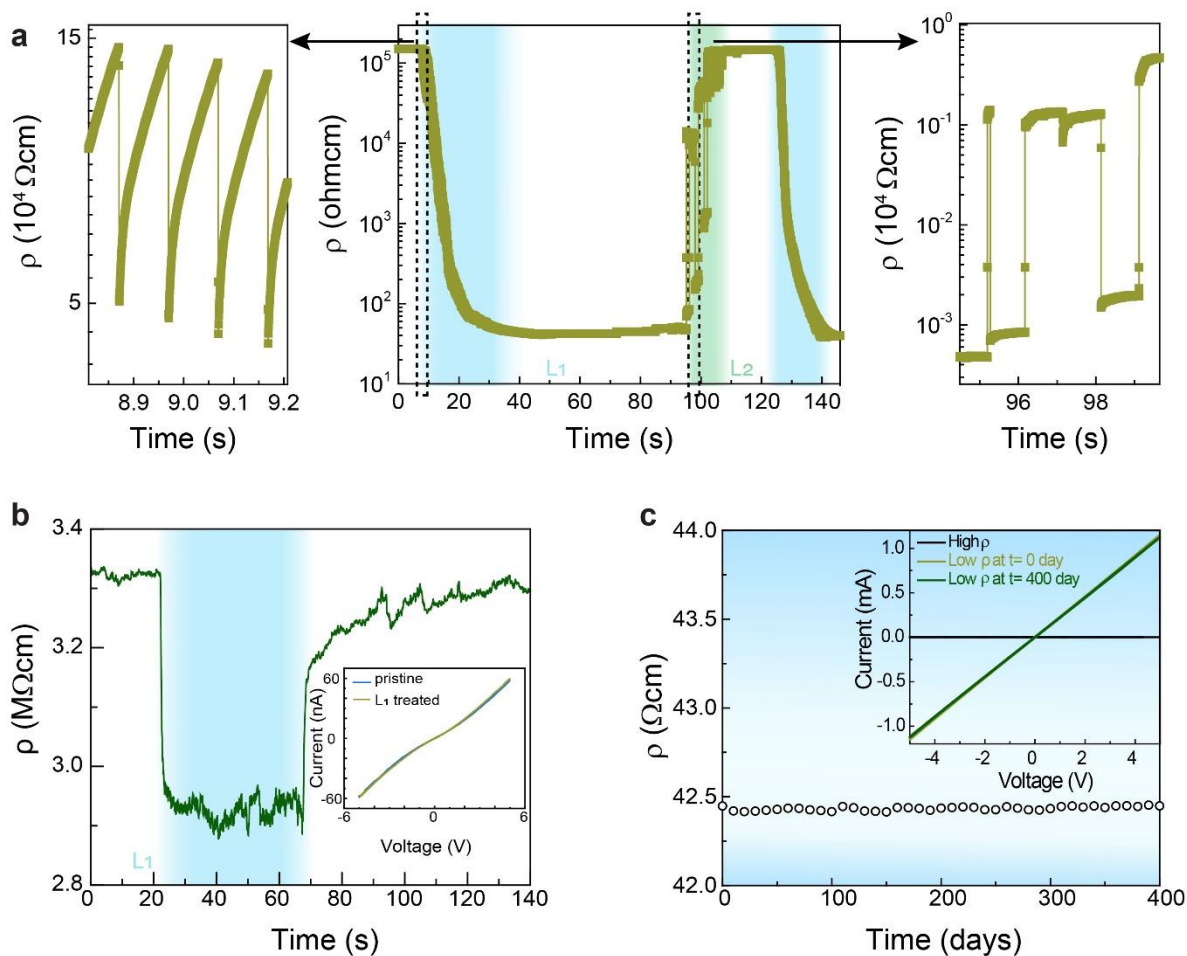 a
15
5
ρ (10⁴ Ωcm)
8.9 9.0 9.1 9.2
Time (s)
10⁵
10⁴
10³
10²
10¹
ρ (ohmcm)
L1
L2
0 20 40 60 80 100 120 140
Time (s)
10⁰
10⁻¹
10⁻²
10⁻³
ρ (10⁴ Ωcm)
96 98
Time (s)
b
3.4
3.2
3.0
2.8
ρ (MΩcm)
L1
0 20 40 60 80 100 120 140
Time (s)
pristine
L1 treated
60
0
-60
Current (nA)
-6 0 6
Voltage (V)
c
44.0
43.5
43.0
42.5
42.0
ρ (Ωcm)
0 100 200 300 400
Time (days)
High ρ
Low ρ at t= 0 day
Low ρ at t= 400 day
1.0
0.5
0.0
-0.5
-1.0
Current (mA)
-4 -2 0 2 4
Voltage (V)